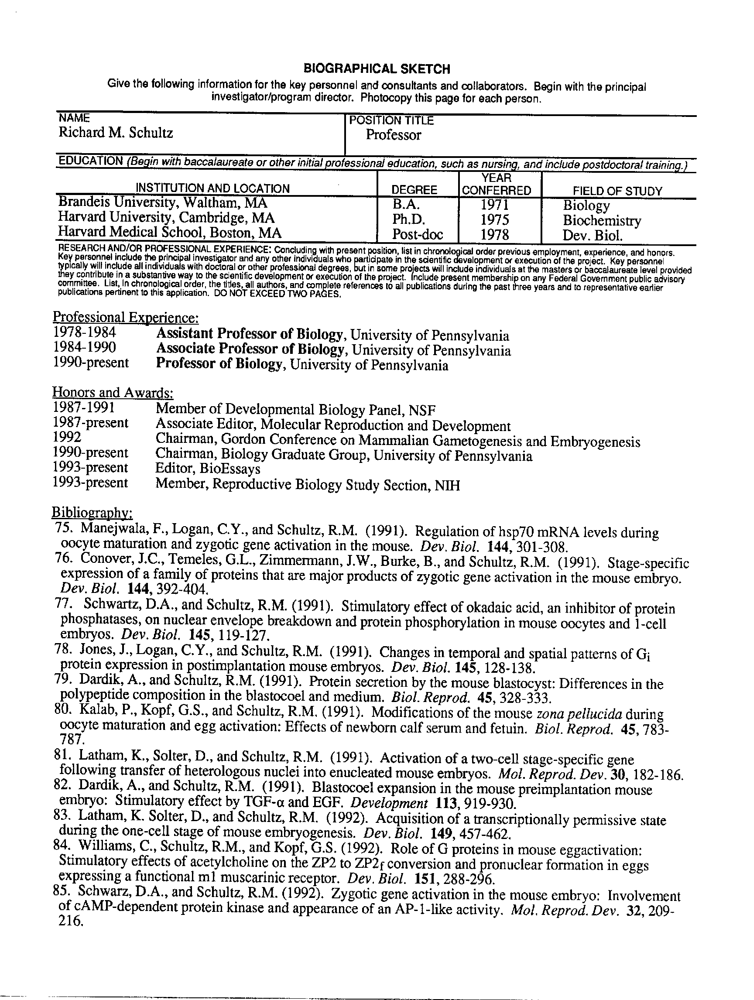 BIOGRAPHICAL SKETCH
Give the following information for the key personnel and consultants and collaborators. Begin with the principal
investigator/program director. Photocopy this page for each person.
NAME
POSITION TITLE
Richard M. Schultz
Professor
EDUCATION (Begin with baccalaureate or other initial professional education, such as nursing, and include postdoctoral training.)
INSTITUTION AND LOCATION DEGREE YEAR CONFERRED FIELD OF STUDY
Brandeis University, Waltham, MA B.A. 1971 Biology
Harvard University, Cambridge, MA Ph.D. 1975 Biochemistry
Harvard Medical School, Boston, MA Post-doc 1978 Dev. Biol.
RESEARCH AND/OR PROFESSIONAL EXPERIENCE: Concluding with present position, list in chronological order previous employment, experience, and honors.
Key personnel include the principal investigator and any other individuals who participate in the scientific development or execution of the project. Key personnel
typically will include all individuals with doctoral or other professional degrees, but in some projects will include individuals at the masters or baccalaureate level provided
they contribute in a substantive way to the scientific development or execution of the project. Include present membership on any Federal Government public advisory
committee. List, in chronological order, the titles, all authors, and complete references to all publications during the past three years and to representative earlier
publications pertinent to this application. DO NOT EXCEED TWO PAGES.
Professional Experience:
1978-1984 Assistant Professor of Biology, University of Pennsylvania
1984-1990 Associate Professor of Biology, University of Pennsylvania
1990-present Professor of Biology, University of Pennsylvania
Honors and Awards:
1987-1991 Member of Developmental Biology Panel, NSF
1987-present Associate Editor, Molecular Reproduction and Development
1992 Chairman, Gordon Conference on Mammalian Gametogenesis and Embryogenesis
1990-present Chairman, Biology Graduate Group, University of Pennsylvania
1993-present Editor, BioEssays
1993-present Member, Reproductive Biology Study Section, NIH
Bibliography:
75. Manejwala, F., Logan, C.Y., and Schultz, R.M. (1991). Regulation of hsp70 mRNA levels during
oocyte maturation and zygotic gene activation in the mouse. Dev. Biol. 144, 301-308.
76. Conover, J.C., Temeles, G.L., Zimmermann, J.W., Burke, B., and Schultz, R.M. (1991). Stage-specific
expression of a family of proteins that are major products of zygotic gene activation in the mouse embryo.
Dev. Biol. 144, 392-404.
77. Schwartz, D.A., and Schultz, R.M. (1991). Stimulatory effect of okadaic acid, an inhibitor of protein
phosphatases, on nuclear envelope breakdown and protein phosphorylation in mouse oocytes and 1-cell
embryos. Dev. Biol. 145, 119-127.
78. Jones, J., Logan, C.Y., and Schultz, R.M. (1991). Changes in temporal and spatial patterns of Gi
protein expression in postimplantation mouse embryos. Dev. Biol. 145, 128-138.
79. Dardik, A., and Schultz, R.M. (1991). Protein secretion by the mouse blastocyst: Differences in the
polypeptide composition in the blastocoel and medium. Biol. Reprod. 45, 328-333.
80. Kalab, P., Kopf, G.S., and Schultz, R.M. (1991). Modifications of the mouse zona pellucida during
oocyte maturation and egg activation: Effects of newborn calf serum and fetuin. Biol. Reprod. 45, 783-
787.
81. Latham, K., Solter, D., and Schultz, R.M. (1991). Activation of a two-cell stage-specific gene
following transfer of heterologous nuclei into enucleated mouse embryos. Mol. Reprod. Dev. 30, 182-186.
82. Dardik, A., and Schultz, R.M. (1991). Blastocoel expansion in the mouse preimplantation mouse
embryo: Stimulatory effect by TGF-α and EGF. Development 113, 919-930.
83. Latham, K. Solter, D., and Schultz, R.M. (1992). Acquisition of a transcriptionally permissive state
during the one-cell stage of mouse embryogenesis. Dev. Biol. 149, 457-462.
84. Williams, C., Schultz, R.M., and Kopf, G.S. (1992). Role of G proteins in mouse eggactivation:
Stimulatory effects of acetylcholine on the ZP2 to ZP2f conversion and pronuclear formation in eggs
expressing a functional m1 muscarinic receptor. Dev. Biol. 151, 288-296.
85. Schwarz, D.A., and Schultz, R.M. (1992). Zygotic gene activation in the mouse embryo: Involvement
of cAMP-dependent protein kinase and appearance of an AP-1-like activity. Mol. Reprod. Dev. 32, 209-
216.